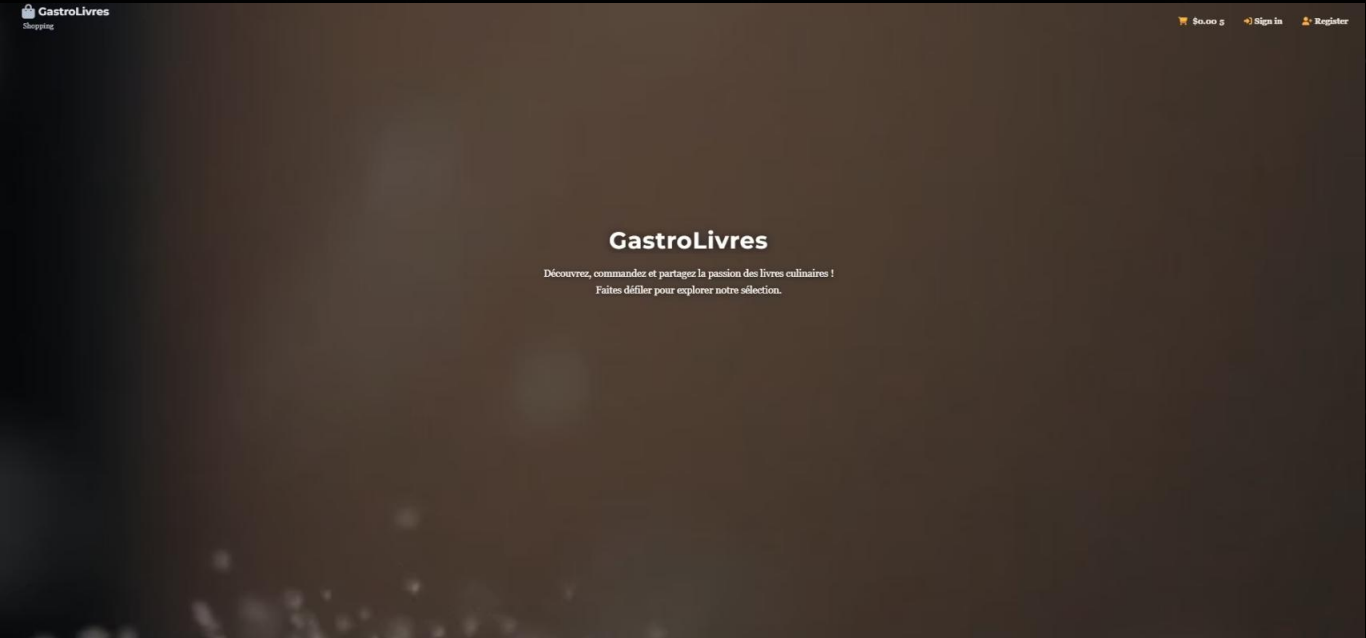 GastroLivres
Shopping
$0.00 5
Sign in
Register
GastroLivres
Découvrez, commandez et partagez la passion des livres culinaires !
Faites défiler pour explorer notre sélection.